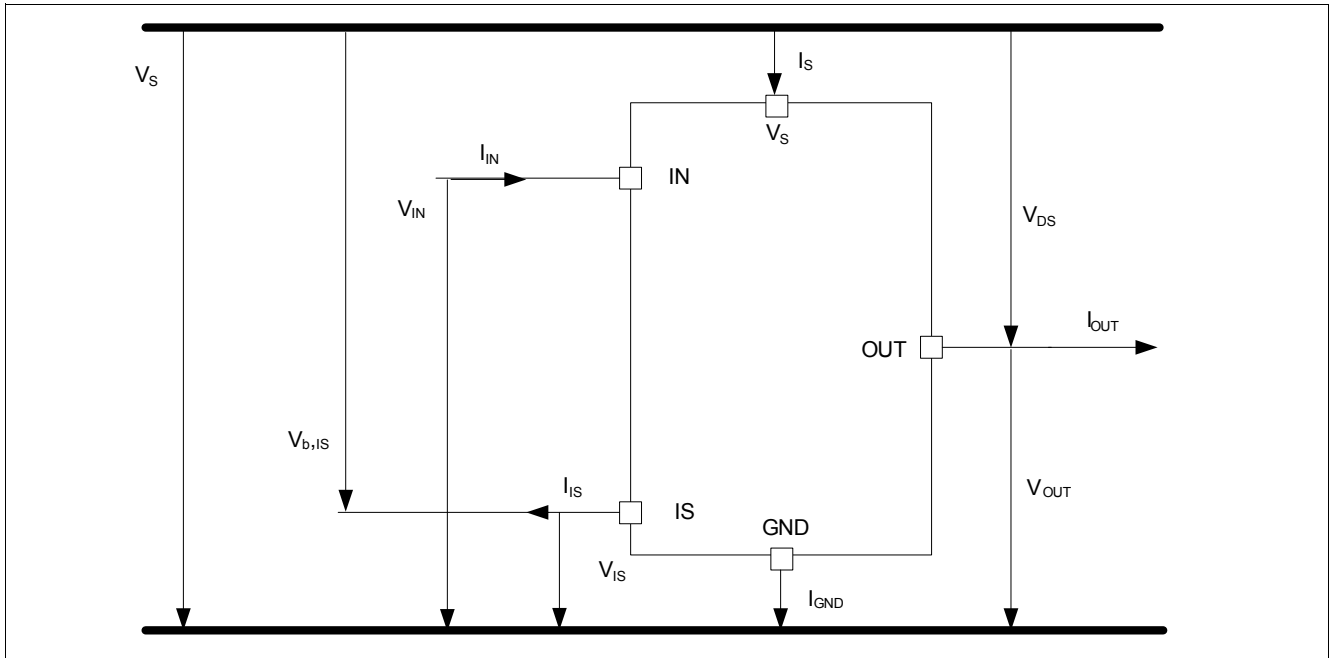 I_S
V_S
V_S
I_IN
IN
V_IN
V_DS
I_OUT
OUT
V_b,IS
I_IS
V_OUT
IS
GND
V_IS
I_GND